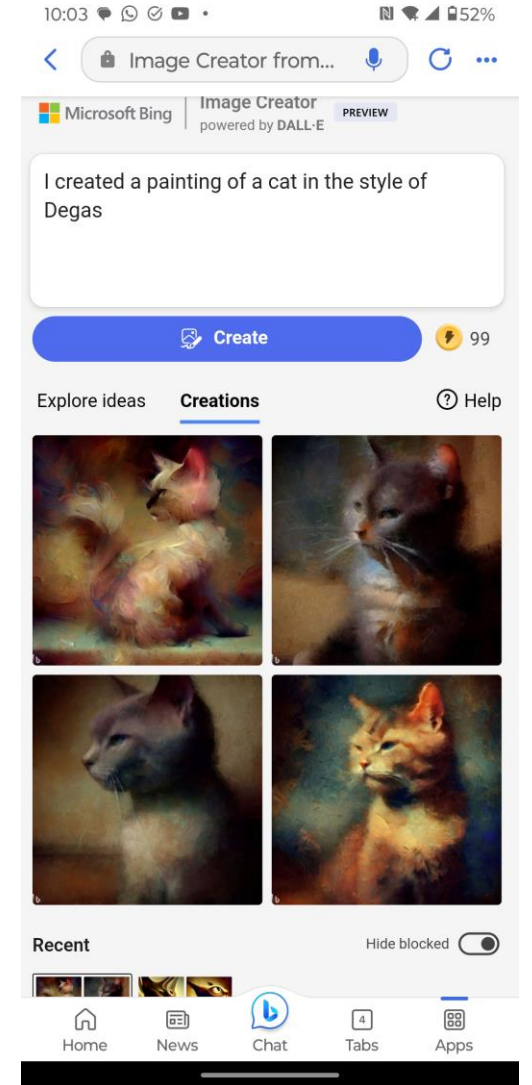 10:03
52%
Image Creator from...
Microsoft Bing
Image Creator
powered by DALL·E
PREVIEW
I created a painting of a cat in the style of
Degas
Create
99
Explore ideas
Creations
Help
Recent
Hide blocked
Home
News
Chat
4
Tabs
Apps